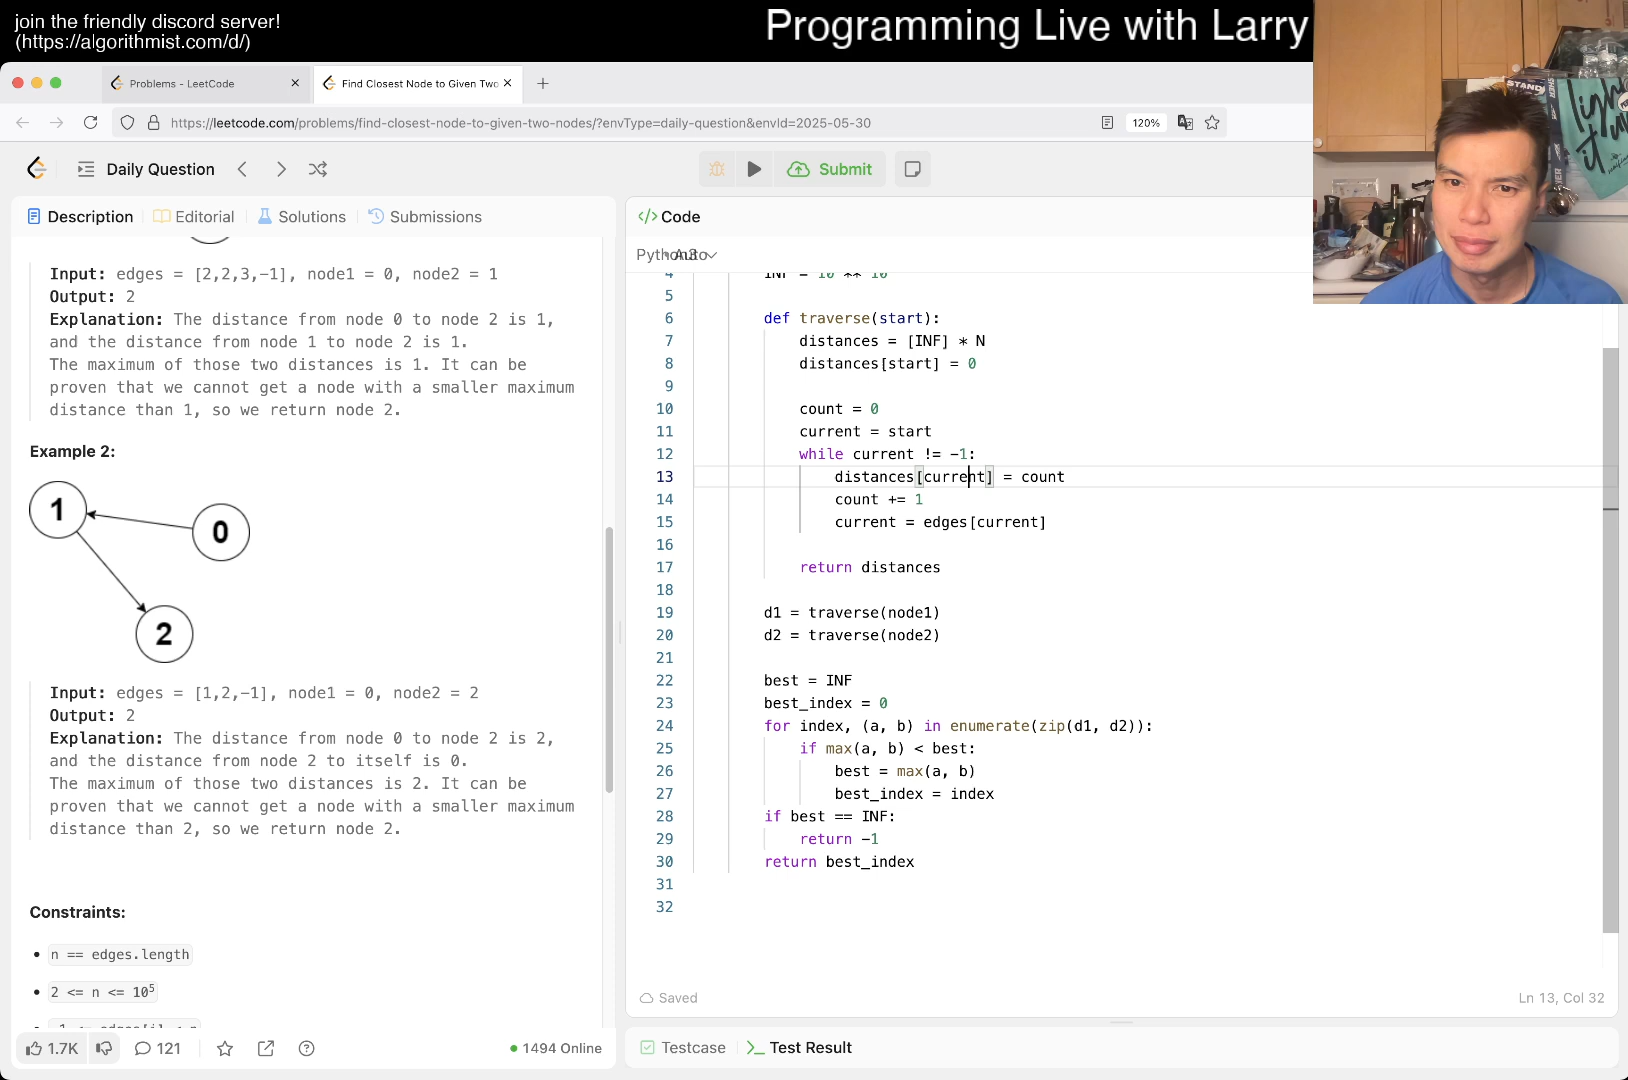 join the friendly discord server!
(https://algorithmist.com/d/)
Programming Live with Larry
Problems - LeetCode
Find Closest Node to Given Two
https://leetcode.com/problems/find-closest-node-to-given-two-nodes/?envType=daily-question&envId=2025-05-30
120%
Daily Question
Submit
Description
Editorial
Solutions
Submissions
Input: edges = [2,2,3,-1], node1 = 0, node2 = 1
Output: 2
Explanation: The distance from node 0 to node 2 is 1,
and the distance from node 1 to node 2 is 1.
The maximum of those two distances is 1. It can be
proven that we cannot get a node with a smaller maximum
distance than 1, so we return node 2.
Example 2:
1
0
2
Input: edges = [1,2,-1], node1 = 0, node2 = 2
Output: 2
Explanation: The distance from node 0 to node 2 is 2,
and the distance from node 2 to itself is 0.
The maximum of those two distances is 2. It can be
proven that we cannot get a node with a smaller maximum
distance than 2, so we return node 2.
Constraints:
n == edges.length
2 <= n <= 10^5
1.7K
121
1494 Online
</> Code
Python3
Auto
4 INF = 10 ** 10
5
6 def traverse(start):
7 distances = [INF] * N
8 distances[start] = 0
9
10 count = 0
11 current = start
12 while current != -1:
13 distances[current] = count
14 count += 1
15 current = edges[current]
16
17 return distances
18
19 d1 = traverse(node1)
20 d2 = traverse(node2)
21
22 best = INF
23 best_index = 0
24 for index, (a, b) in enumerate(zip(d1, d2)):
25 if max(a, b) < best:
26 best = max(a, b)
27 best_index = index
28 if best == INF:
29 return -1
30 return best_index
31
32
Saved
Ln 13, Col 32
Testcase
Test Result
STAND
light
it